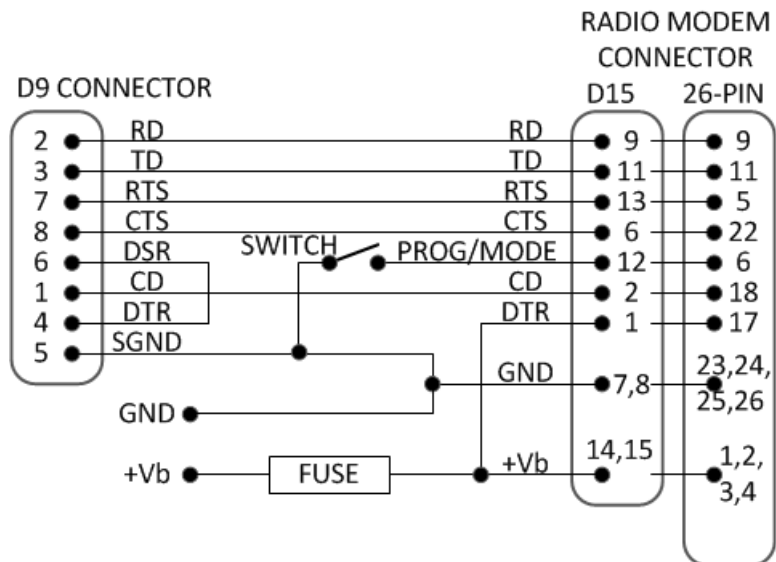 RADIO MODEM
CONNECTOR
D9 CONNECTOR D15 26-PIN
2 RD RD 9 9
3 TD TD 11 11
7 RTS RTS 13 5
8 CTS CTS 6 22
6 DSR SWITCH PROG/MODE 12 6
1 CD CD 2 18
4 DTR DTR 1 17
5 SGND
GND 7,8 23,24,
25,26
GND
+Vb FUSE +Vb 14,15 1,2,
3,4